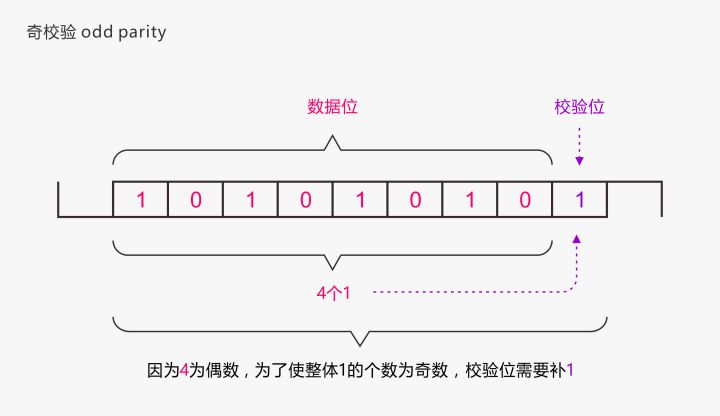 奇校验 odd parity
数据位 校验位
1 0 1 0 1 0 1 0 1
4个1
因为4为偶数，为了使整体1的个数为奇数，校验位需要补1